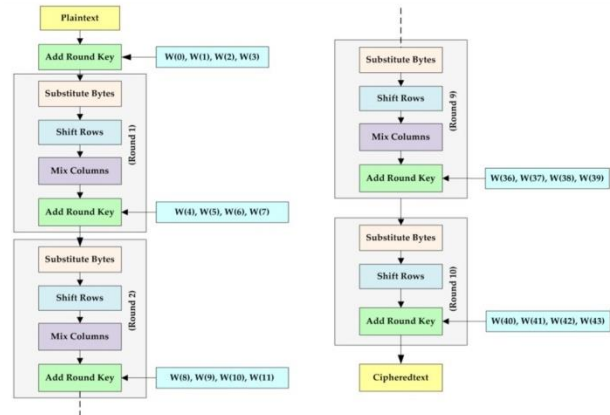 Plaintext
Add Round Key
W(0), W(1), W(2), W(3)
Substitute Bytes
Shift Rows
Mix Columns
Add Round Key
W(4), W(5), W(6), W(7)
(Round 1)
Substitute Bytes
Shift Rows
Mix Columns
Add Round Key
W(8), W(9), W(10), W(11)
(Round 2)
Substitute Bytes
Shift Rows
Mix Columns
Add Round Key
W(36), W(37), W(38), W(39)
(Round 9)
Substitute Bytes
Shift Rows
Add Round Key
W(40), W(41), W(42), W(43)
(Round 10)
Cipheredtext